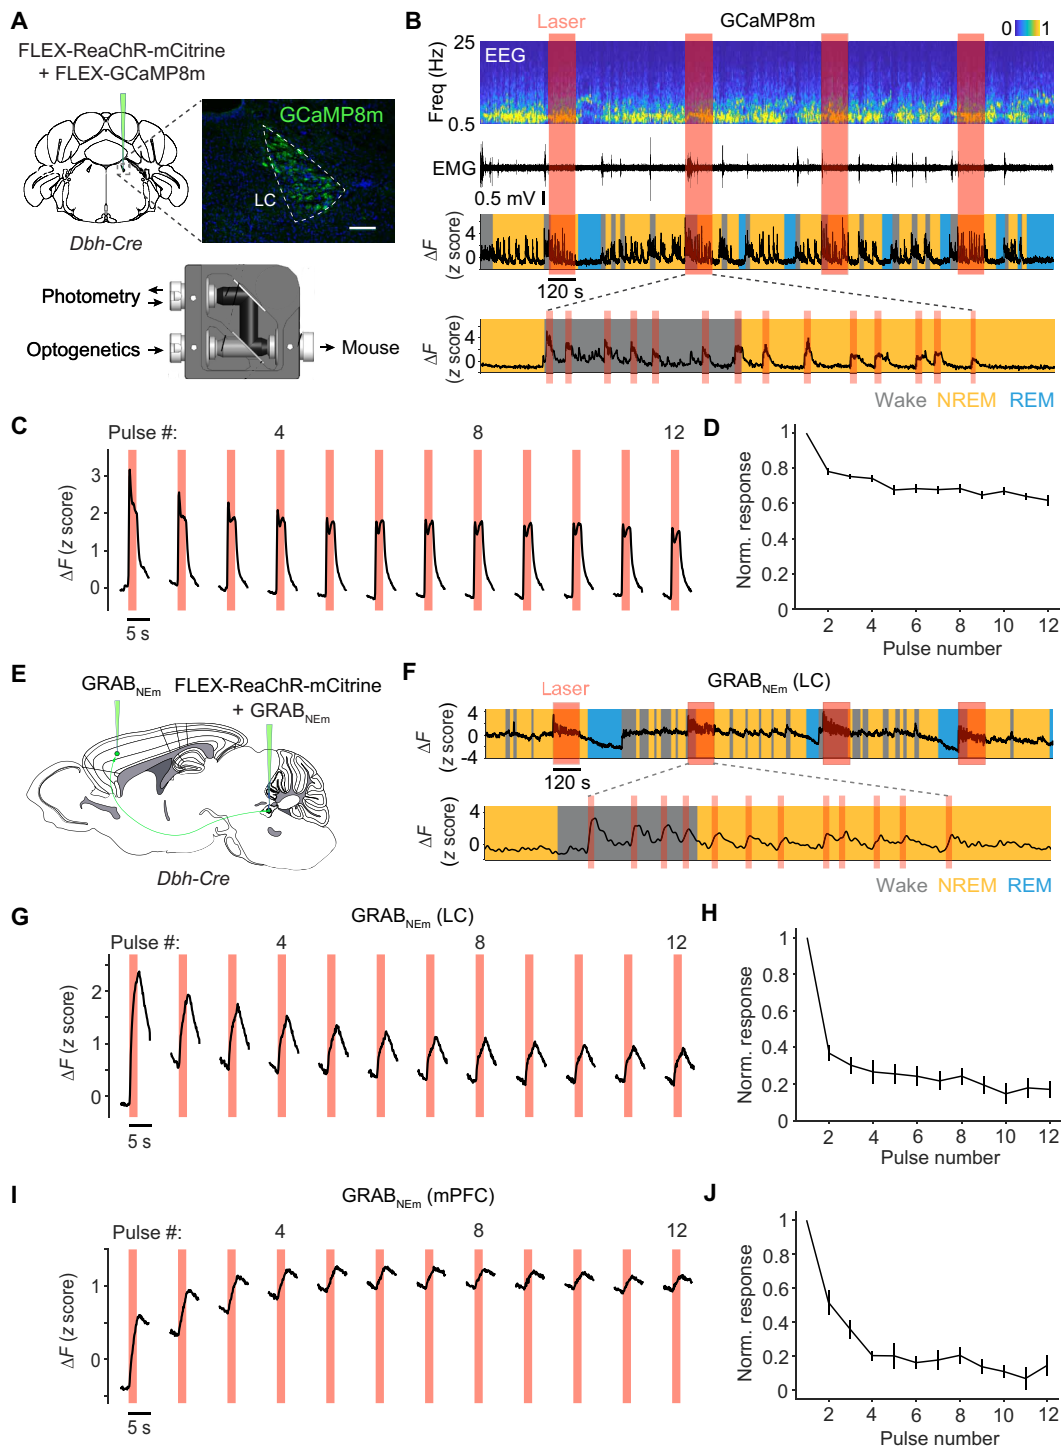 A
FLEX-ReaChR-mCitrine
+ FLEX-GCaMP8m
GCaMP8m
LC
Dbh-Cre
Photometry
Optogenetics
Mouse
B
Laser
GCaMP8m
0 1
25
EEG
Freq (Hz)
0.5
EMG
0.5 mV
4
0
ΔF
(z score)
120 s
4
0
ΔF
(z score)
Wake NREM REM
C
Pulse #: 4 8 12
3
2
1
0
ΔF (z score)
5 s
D
1
0.8
0.6
0.4
0.2
0
Norm. response
2 4 6 8 10 12
Pulse number
E
GRABNEm
FLEX-ReaChR-mCitrine
+ GRABNEm
Dbh-Cre
F
Laser
GRABNEm (LC)
4
0
-4
ΔF
(z score)
120 s
4
0
ΔF
(z score)
Wake NREM REM
G
GRABNEm (LC)
Pulse #: 4 8 12
2
1
0
ΔF (z score)
5 s
H
1
0.8
0.6
0.4
0.2
0
Norm. response
2 4 6 8 10 12
Pulse number
I
GRABNEm (mPFC)
Pulse #: 4 8 12
1
0
ΔF (z score)
5 s
J
1
0.8
0.6
0.4
0.2
0
Norm. response
2 4 6 8 10 12
Pulse number